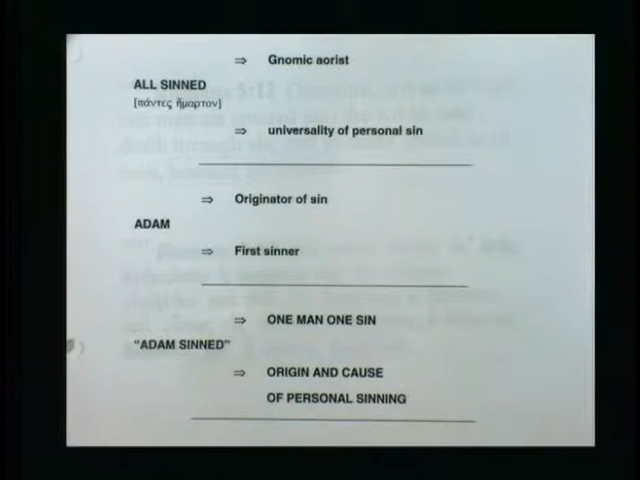 ⇒ Gnomic aorist
ALL SINNED
[πάντες ἥμαρτον]
⇒ universality of personal sin
⇒ Originator of sin
ADAM
⇒ First sinner
⇒ ONE MAN ONE SIN
“ADAM SINNED”
⇒ ORIGIN AND CAUSE
OF PERSONAL SINNING